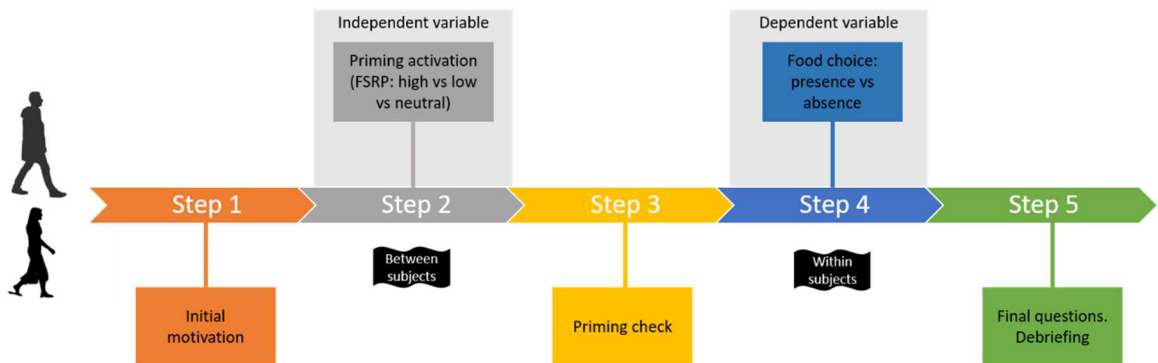 Independent variable
Priming activation
(FSRP: high vs low
vs neutral)
Dependent variable
Food choice:
presence vs
absence
Step 1
Step 2
Step 3
Step 4
Step 5
Between
subjects
Within
subjects
Initial
motivation
Priming check
Final questions.
Debriefing